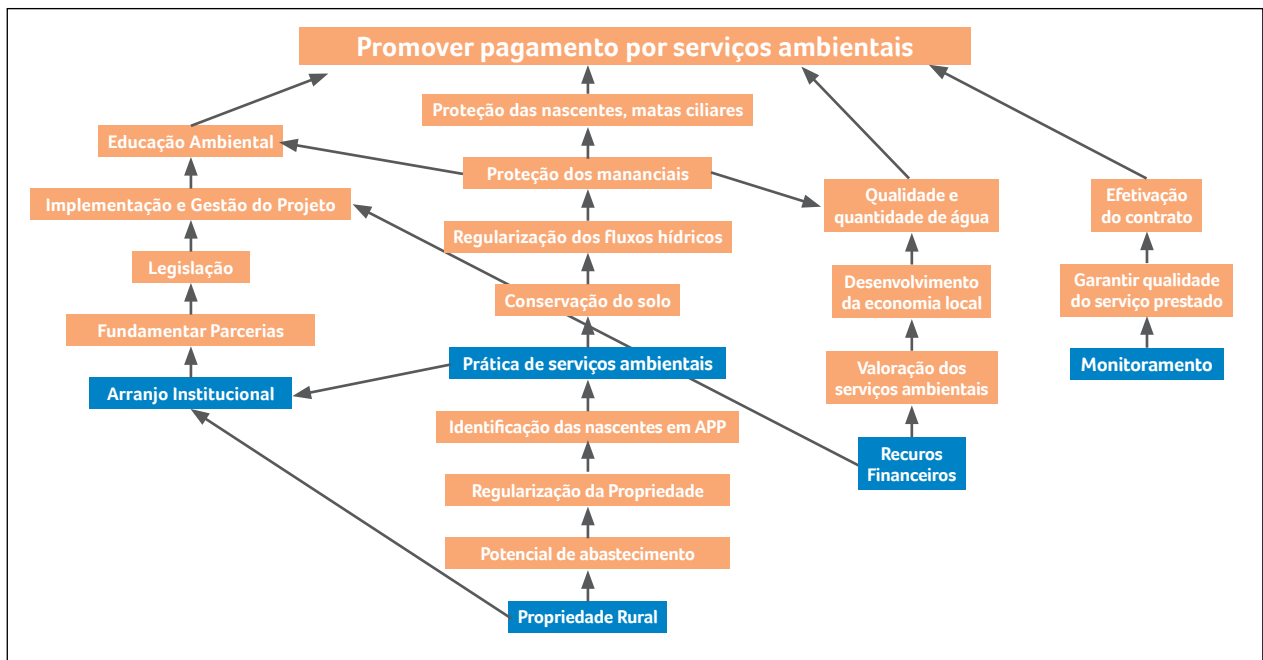 Promover pagamento por serviços ambientais
Proteção das nascentes, matas ciliares
Educação Ambiental
Proteção dos mananciais
Implementação e Gestão do Projeto
Qualidade e
quantidade de água
Efetivação
do contrato
Regularização dos fluxos hídricos
Legislação
Desenvolvimento
da economia local
Garantir qualidade
do serviço prestado
Conservação do solo
Fundamentar Parcerias
Prática de serviços ambientais
Valoração dos
serviços ambientais
Monitoramento
Arranjo Institucional
Identificação das nascentes em APP
Recuros
Financeiros
Regularização da Propriedade
Potencial de abastecimento
Propriedade Rural